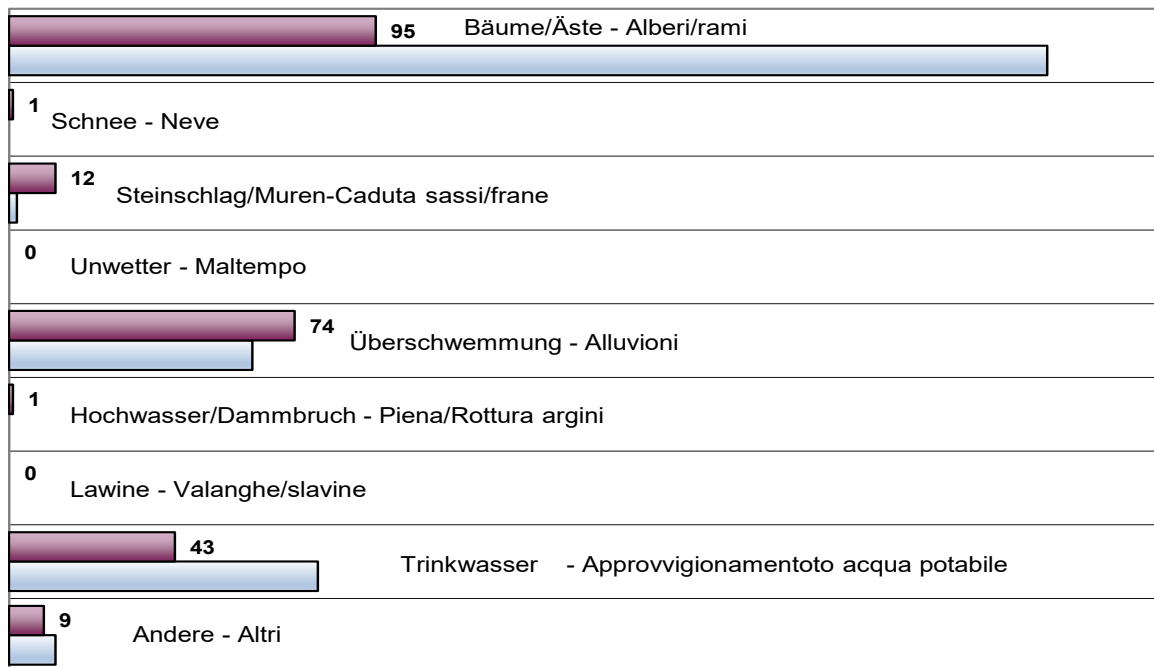 95 Bäume/Äste - Alberi/rami
1 Schnee - Neve
12 Steinschlag/Muren-Caduta sassi/frane
0 Unwetter - Maltempo
74 Überschwemmung - Alluvioni
1 Hochwasser/Dammbruch - Piena/Rottura argini
0 Lawine - Valanghe/slavine
43 Trinkwasser - Approvvigionamentoto acqua potabile
9 Andere - Altri